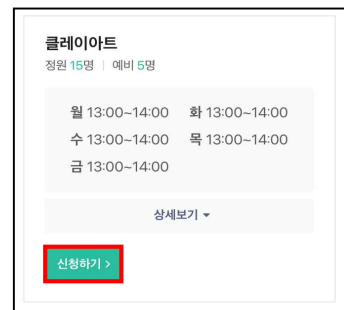 클레이아트
정원 15명 | 예비 5명
월 13:00~14:00 화 13:00~14:00
수 13:00~14:00 목 13:00~14:00
금 13:00~14:00
상세보기 ▾
신청하기 >